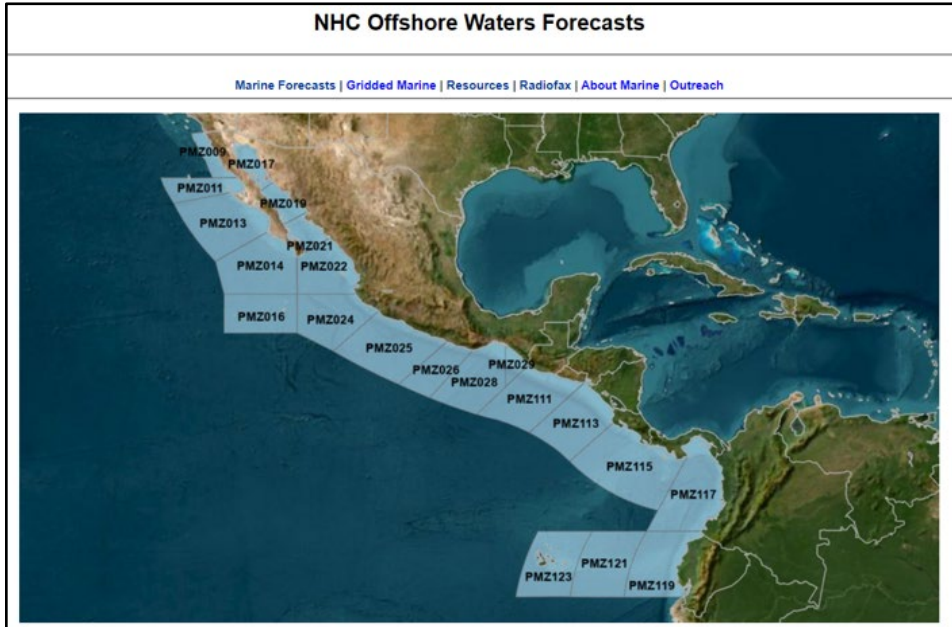 NHC Offshore Waters Forecasts
Marine Forecasts | Gridded Marine | Resources | Radiofax | About Marine | Outreach
PMZ009
PMZ017
PMZ011
PMZ019
PMZ013
PMZ021
PMZ014
PMZ022
PMZ016
PMZ024
PMZ025
PMZ026
PMZ029
PMZ028
PMZ111
PMZ113
PMZ115
PMZ117
PMZ121
PMZ123
PMZ119